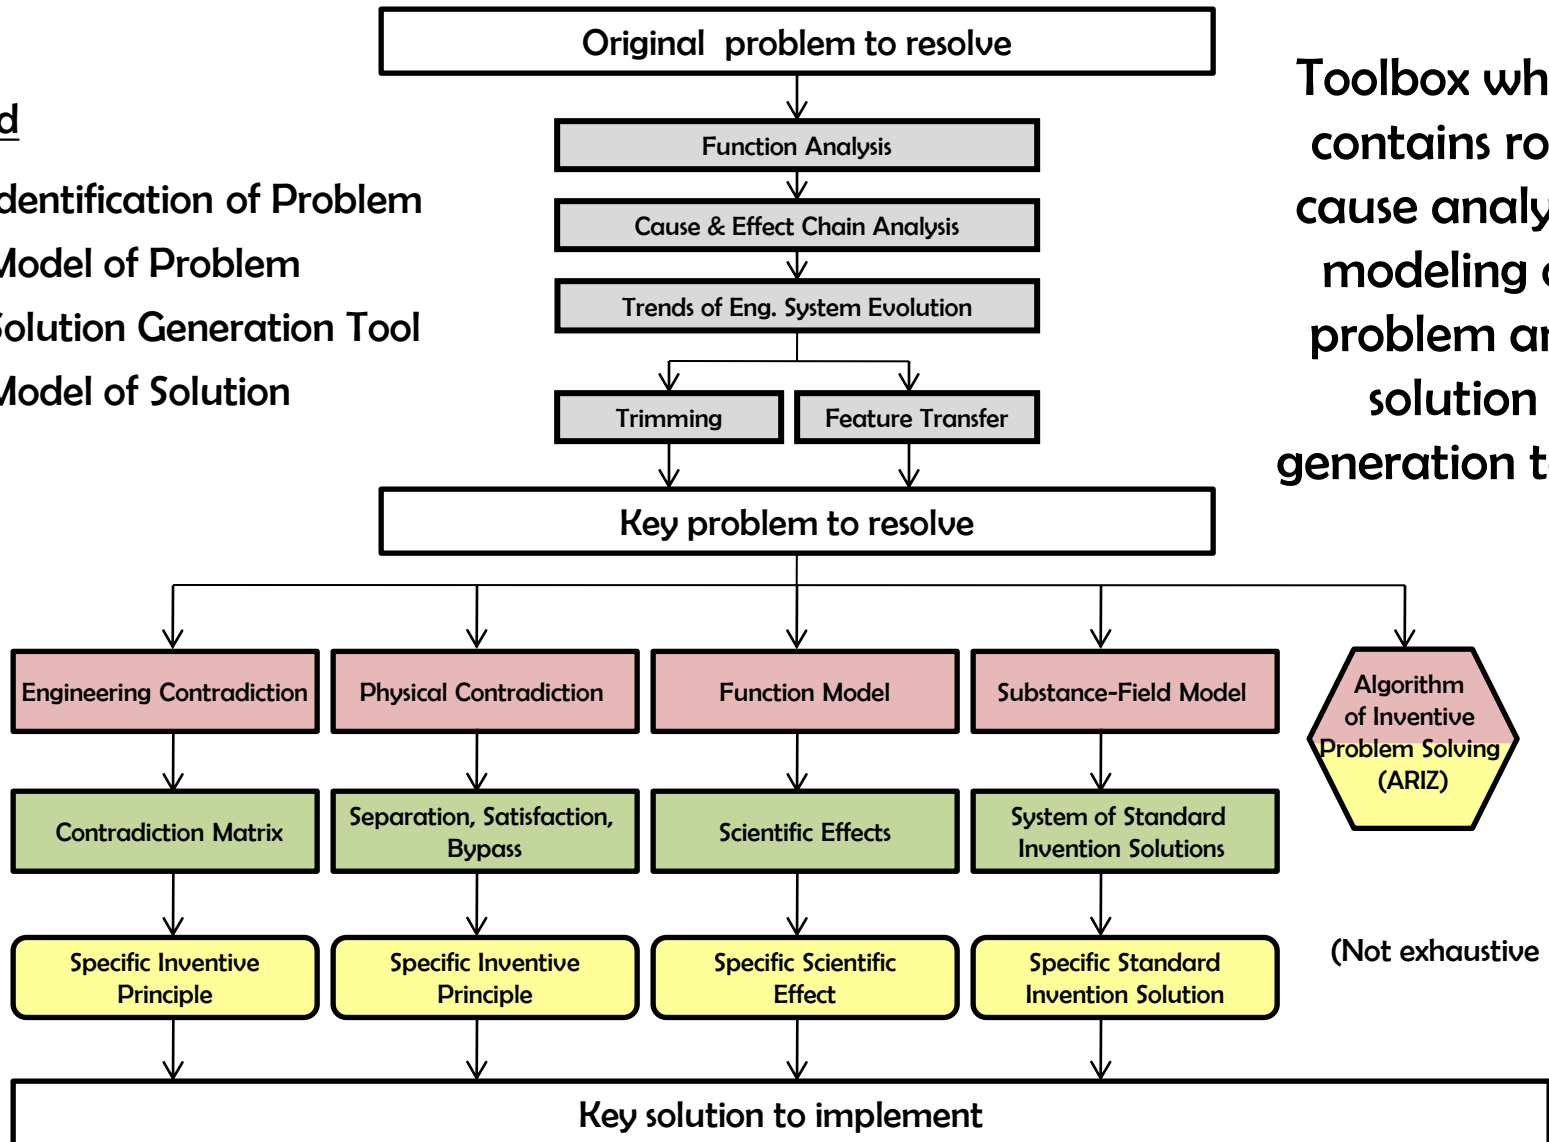 Original problem to resolve
d
dentification of Problem
Model of Problem
Solution Generation Tool
Model of Solution
Function Analysis
Cause & Effect Chain Analysis
Trends of Eng. System Evolution
Trimming
Feature Transfer
Toolbox wh
contains ro
cause analy
modeling
problem a
solution
generation t
Key problem to resolve
Engineering Contradiction
Physical Contradiction
Function Model
Substance-Field Model
Algorithm
of Inventive
Problem Solving
(ARIZ)
Contradiction Matrix
Separation, Satisfaction,
Bypass
Scientific Effects
System of Standard
Invention Solutions
Specific Inventive
Principle
Specific Inventive
Principle
Specific Scientific
Effect
Specific Standard
Invention Solution
(Not exhaustive
Key solution to implement